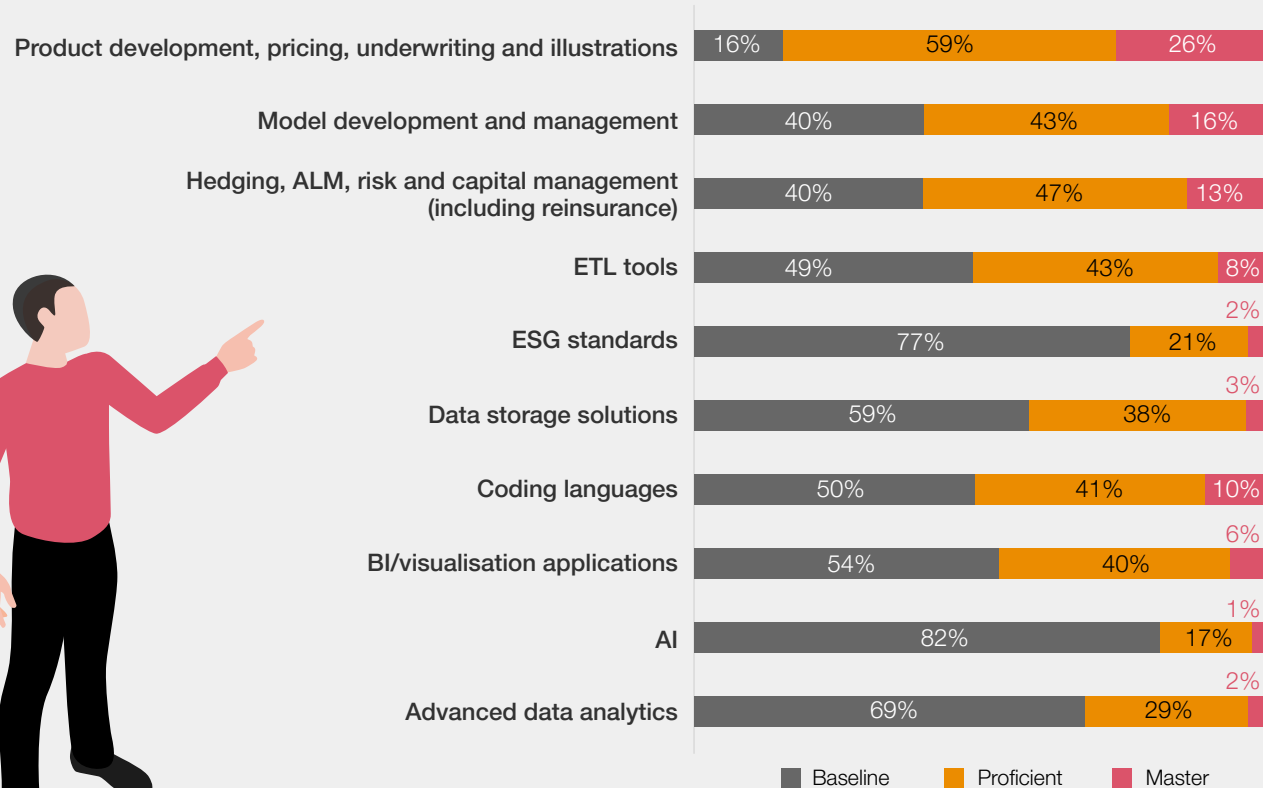 Product development, pricing, underwriting and illustrations 16% 59% 26%
Model development and management 40% 43% 16%
Hedging, ALM, risk and capital management
(including reinsurance) 40% 47% 13%
ETL tools 49% 43% 8%
2%
ESG standards 77% 21%
3%
Data storage solutions 59% 38%
Coding languages 50% 41% 10%
6%
BI/visualisation applications 54% 40%
1%
AI 82% 17%
2%
Advanced data analytics 69% 29%
Baseline Proficient Master